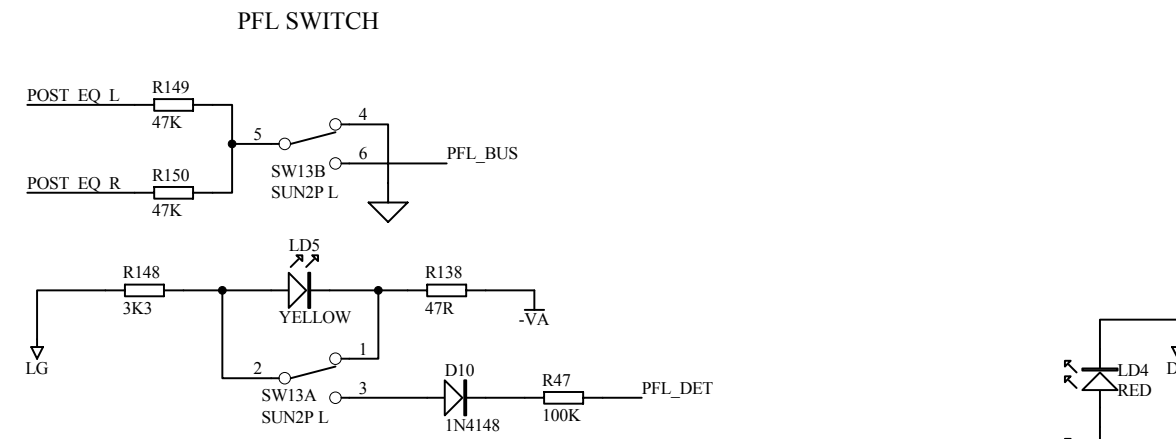 PFL SWITCH
POST_EQ_L
R149
47K
5
4
6
PFL_BUS
SW13B
SUN2P L
POST_EQ_R
R150
47K
LD5
YELLOW
R148
3K3
R138
47R
-VA
LG
2
1
3
SW13A
SUN2P L
D10
1N4148
R47
100K
PFL_DET
LD4
RED
D